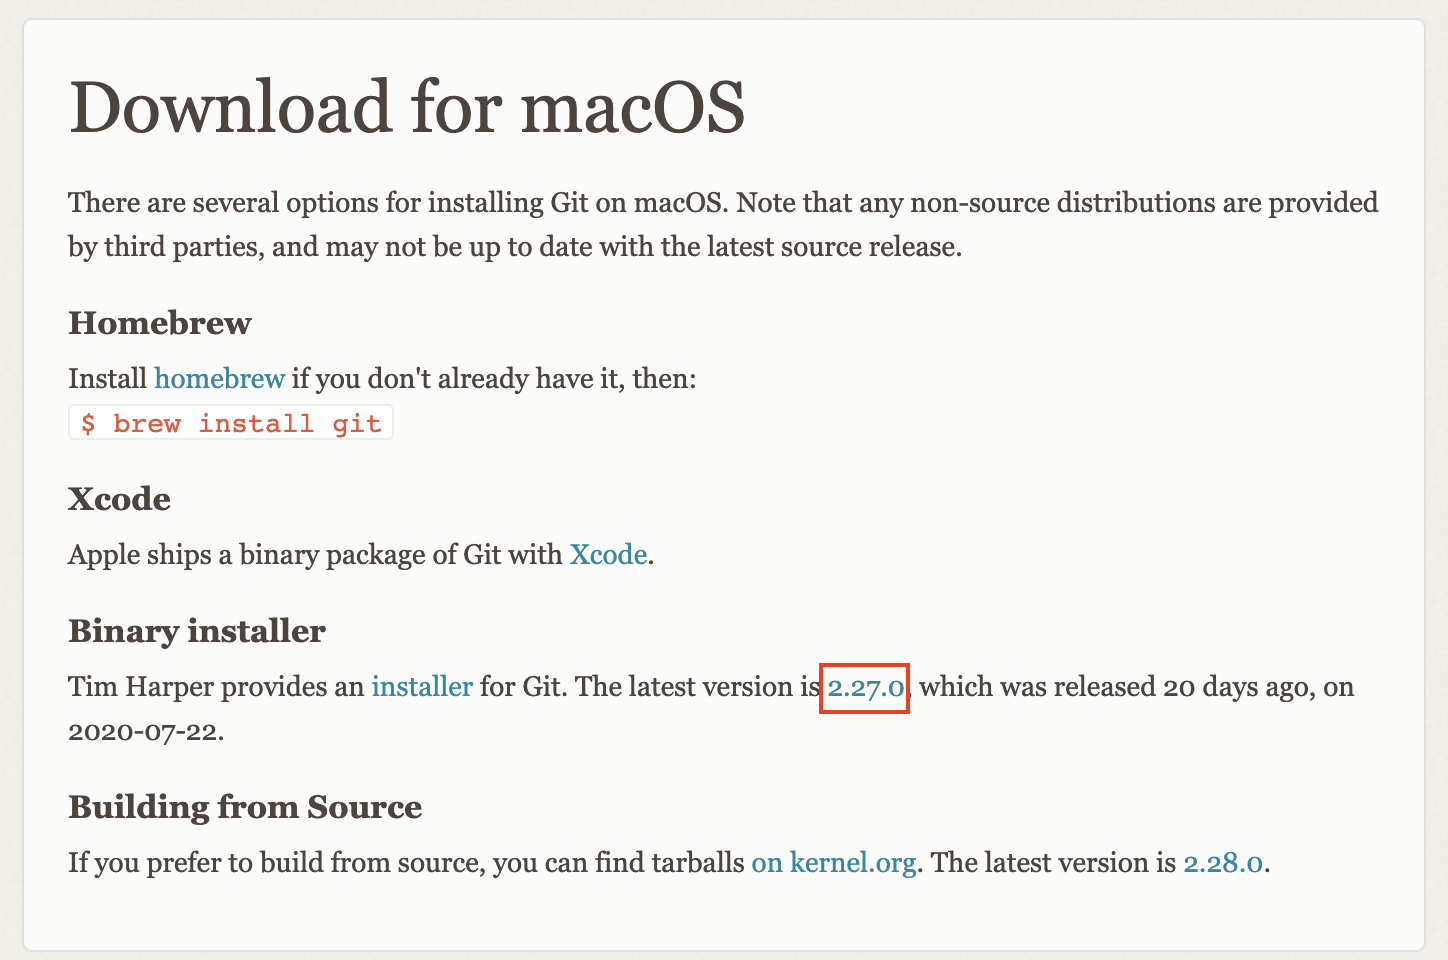 Download for macOS
There are several options for installing Git on macOS. Note that any non-source distributions are provided
by third parties, and may not be up to date with the latest source release.
Homebrew
Install homebrew if you don't already have it, then:
$ brew install git
Xcode
Apple ships a binary package of Git with Xcode.
Binary installer
Tim Harper provides an installer for Git. The latest version is 2.27.0, which was released 20 days ago, on
2020-07-22.
Building from Source
If you prefer to build from source, you can find tarballs on kernel.org. The latest version is 2.28.0.